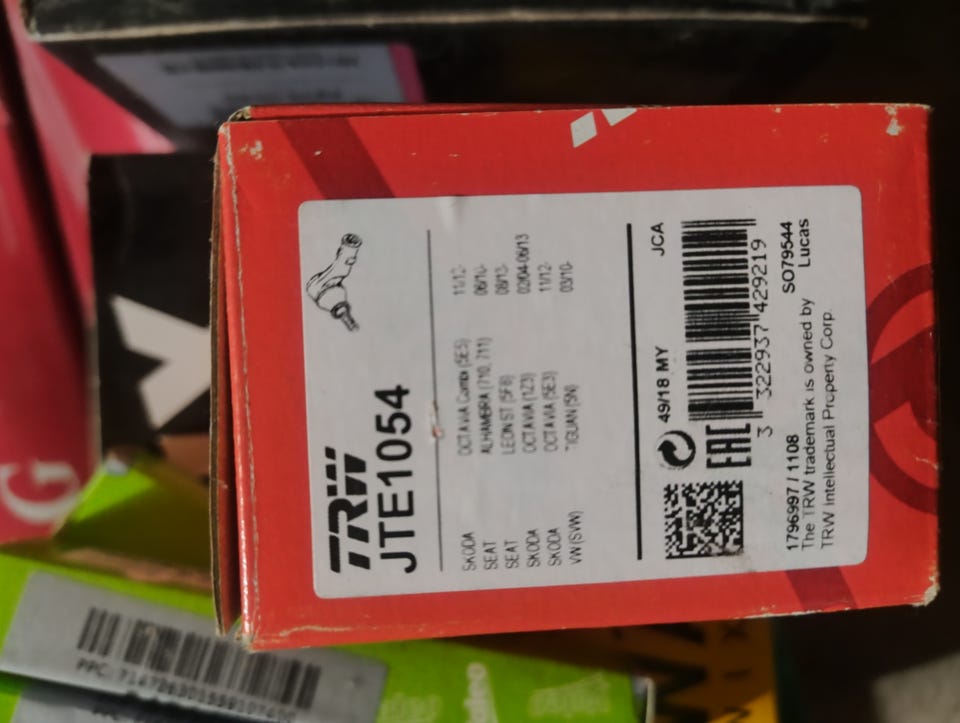 TRW
JTE1054
SKODA OCTAVIA Combi (5E5) 11/12-
SEAT ALHAMBRA (710, 711) 06/10-
SEAT LEON ST (5F8) 08/13-
SKODA OCTAVIA (1Z3) 02/04-06/13
SKODA OCTAVIA (5E3) 11/12-
VW (SVW) TIGUAN (5N) 03/10-
49/18 MY JCA
EAC
3 322937 429219
1796997 / 1108 SO79544
The TRW trademark is owned by Lucas
TRW Intellectual Property Corp.
G
Valeo